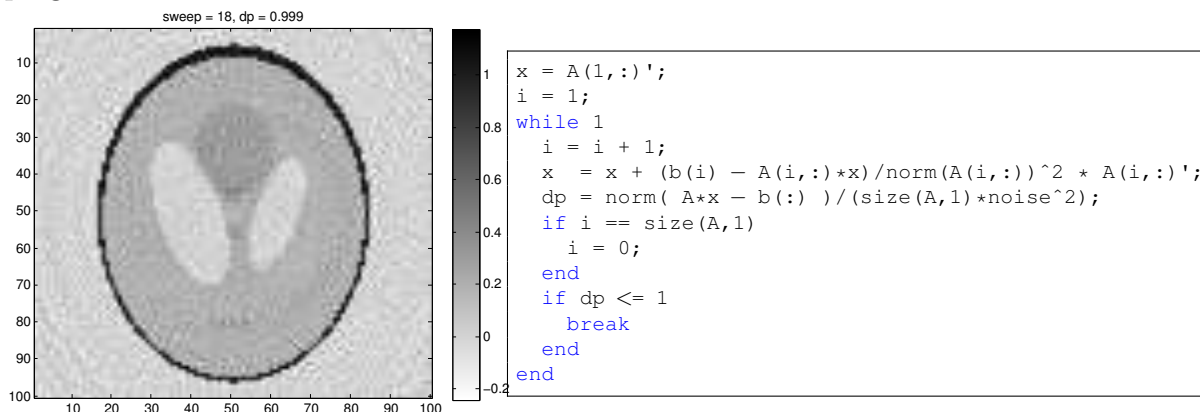 sweep = 18, dp = 0.999
10
20
30
40
50
60
70
80
90
100
10 20 30 40 50 60 70 80 90 100
1
0.8
0.6
0.4
0.2
0
−0.2
x = A(1,:)';
i = 1;
while 1
i = i + 1;
x = x + (b(i) − A(i,:)*x)/norm(A(i,:))^2 * A(i,:)';
dp = norm( A*x − b(:) )/(size(A,1)*noise^2);
if i == size(A,1)
i = 0;
end
if dp <= 1
break
end
end